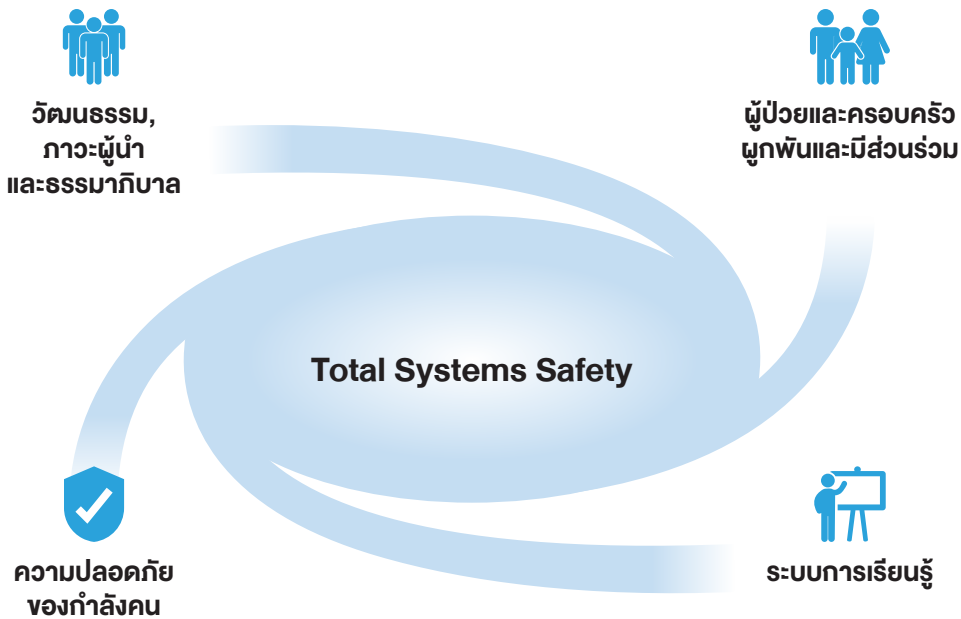 วัฒนธรรม,
ภาวะผู้นำ
และธรรมาภิบาล
ผู้ป่วยและครอบครัว
ผูกพันและมีส่วนร่วม
Total Systems Safety
ความปลอดภัย
ของกำลังคน
ระบบการเรียนรู้